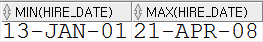 MIN(HIRE_DATE) MAX(HIRE_DATE)
13-JAN-01 21-APR-08